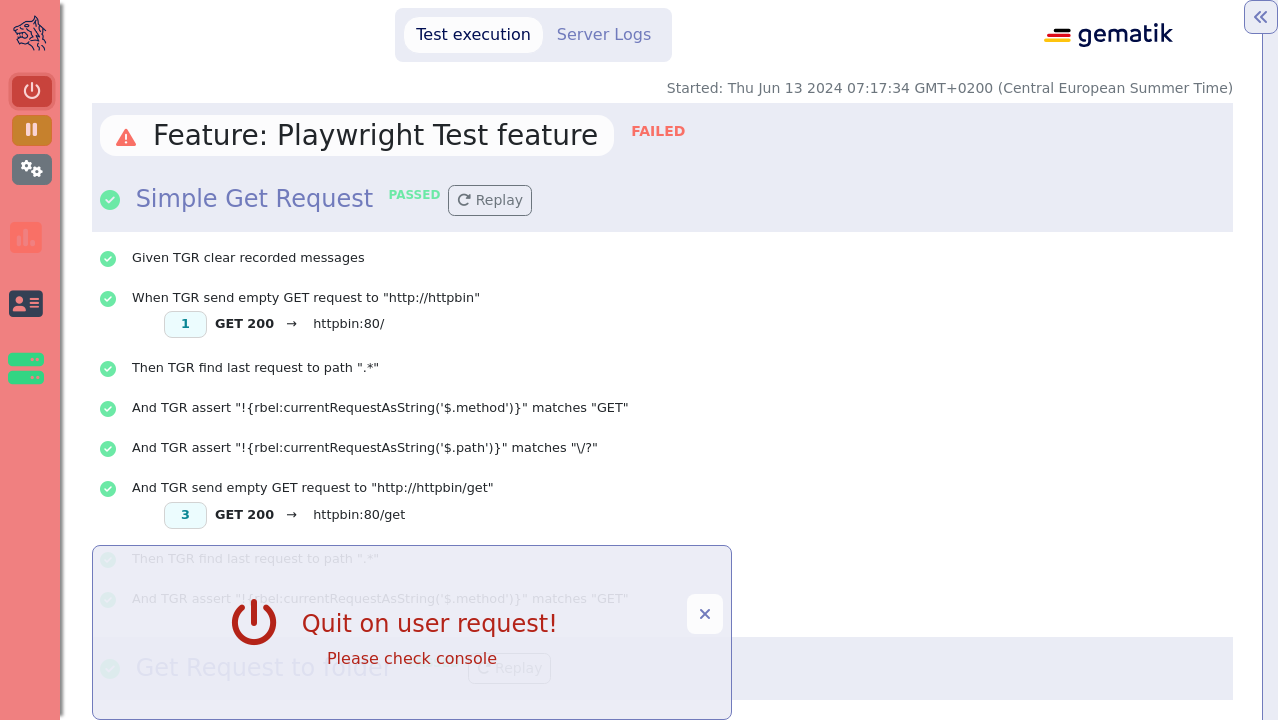 Test execution
Server Logs
gematik
Started: Thu Jun 13 2024 07:17:34 GMT+0200 (Central European Summer Time)
Feature: Playwright Test feature
FAILED
Simple Get Request
PASSED
Replay
Given TGR clear recorded messages
When TGR send empty GET request to "http://httpbin"
1 GET 200 → httpbin:80/
Then TGR find last request to path ".*"
And TGR assert "!{rbel:currentRequestAsString('$.method')}" matches "GET"
And TGR assert "!{rbel:currentRequestAsString('$.path')}" matches "\/?"
And TGR send empty GET request to "http://httpbin/get"
3 GET 200 → httpbin:80/get
Then TGR find last request to path ".*"
And TGR assert "!{rbel:currentRequestAsString('$.method')}" matches "GET"
Quit on user request!
Please check console
Get Request to folder
Replay